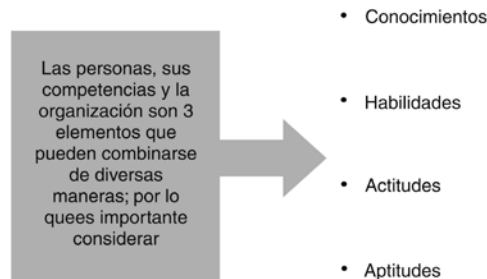 Las personas, sus
competencias y la
organización son 3
elementos que
pueden combinarse
de diversas
maneras; por lo
quees importante
considerar
• Conocimientos
• Habilidades
• Actitudes
• Aptitudes